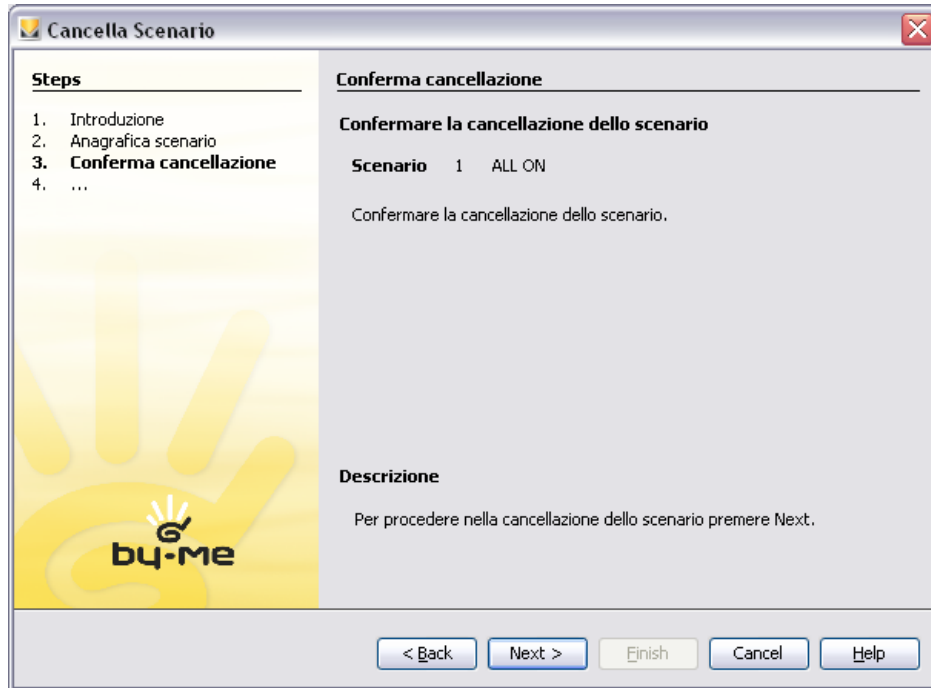 Cancella Scenario
Steps
1. Introduzione
2. Anagrafica scenario
3. Conferma cancellazione
4. ...
by-me
Conferma cancellazione
Confermare la cancellazione dello scenario
Scenario 1 ALL ON
Confermare la cancellazione dello scenario.
Descrizione
Per procedere nella cancellazione dello scenario premere Next.
< Back Next > Finish Cancel Help